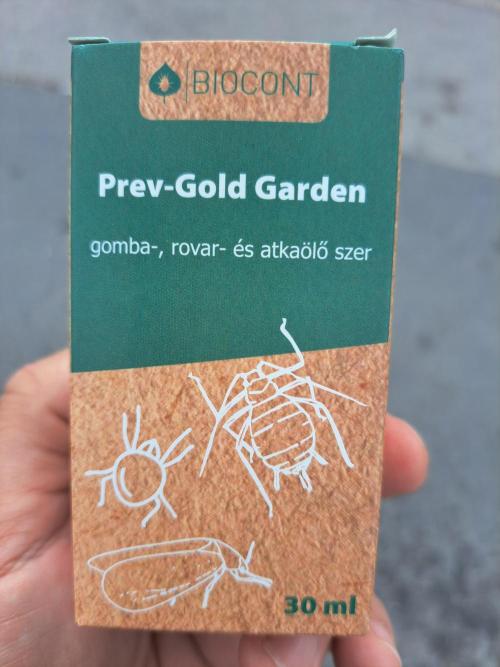 BIOCONT
Prev-Gold Garden
gomba-, rovar- és atkaölő szer
30 ml